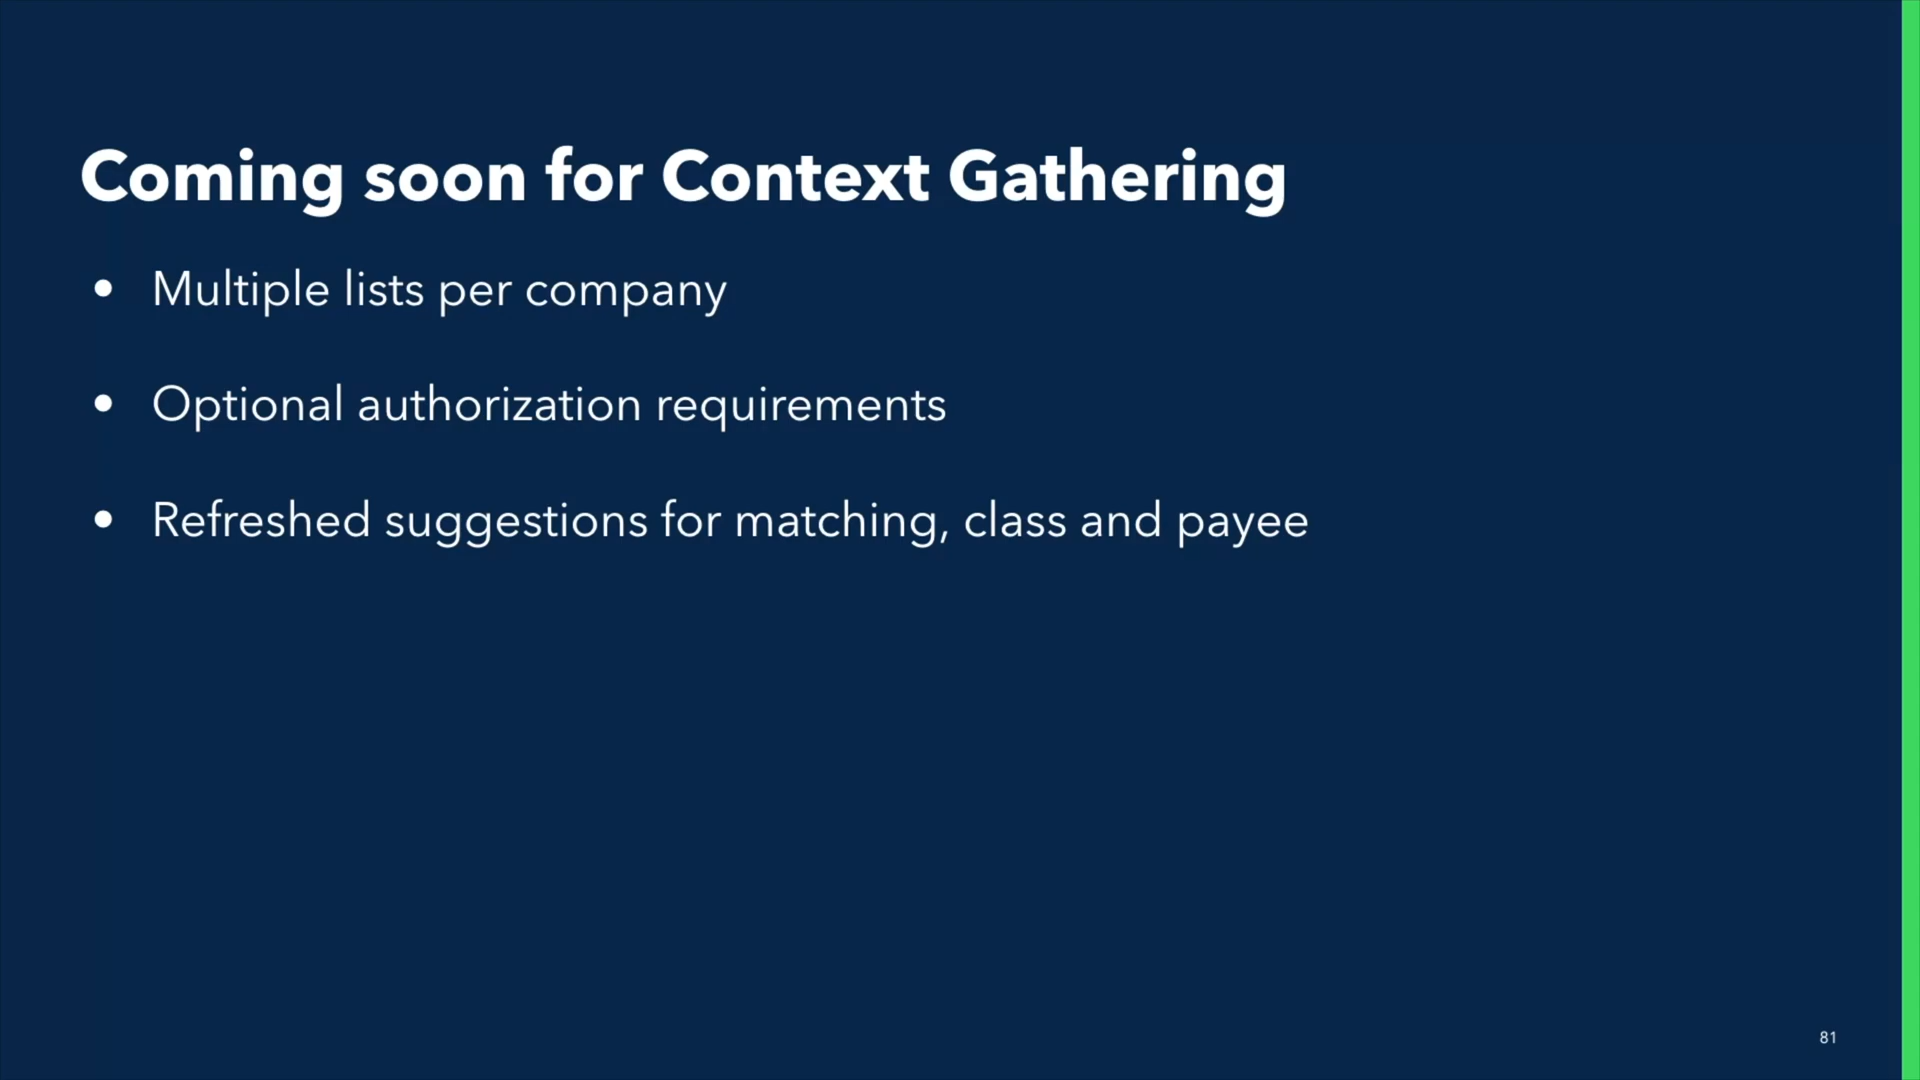 Coming soon for Context Gathering
• Multiple lists per company
• Optional authorization requirements
• Refreshed suggestions for matching, class and payee
81